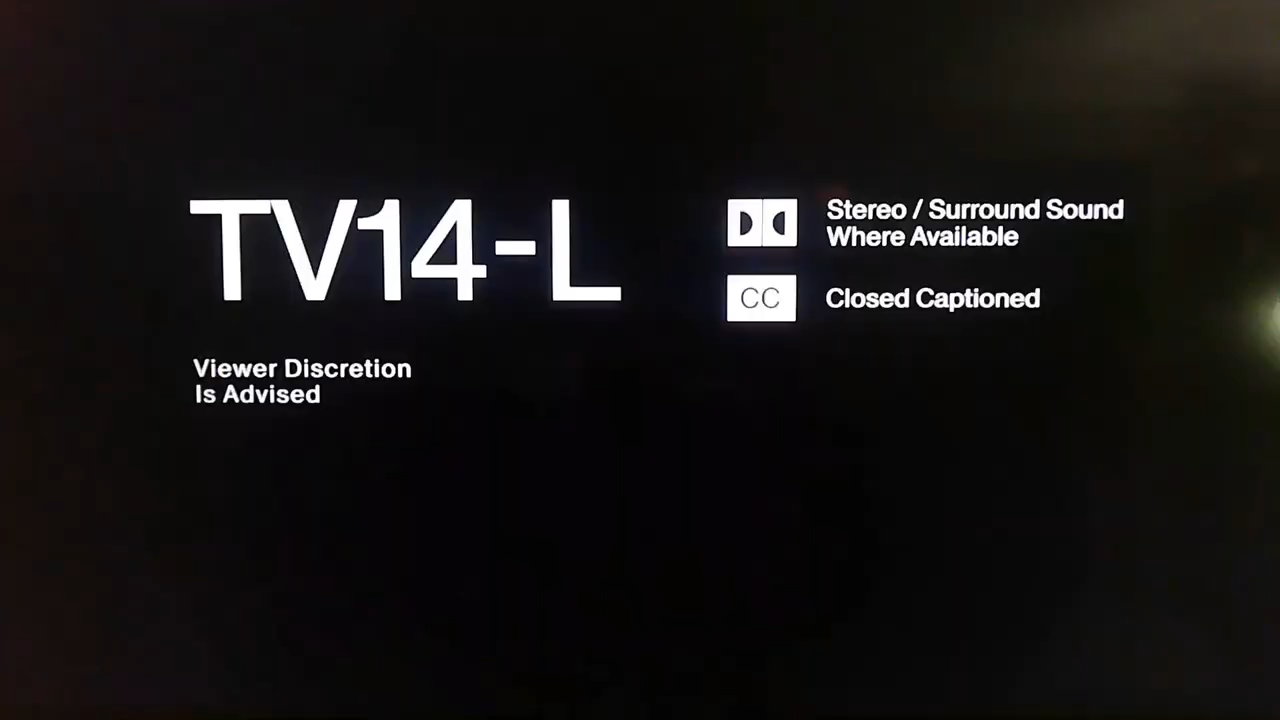 TV14-L
Viewer Discretion
Is Advised
Stereo / Surround Sound
Where Available
CC
Closed Captioned